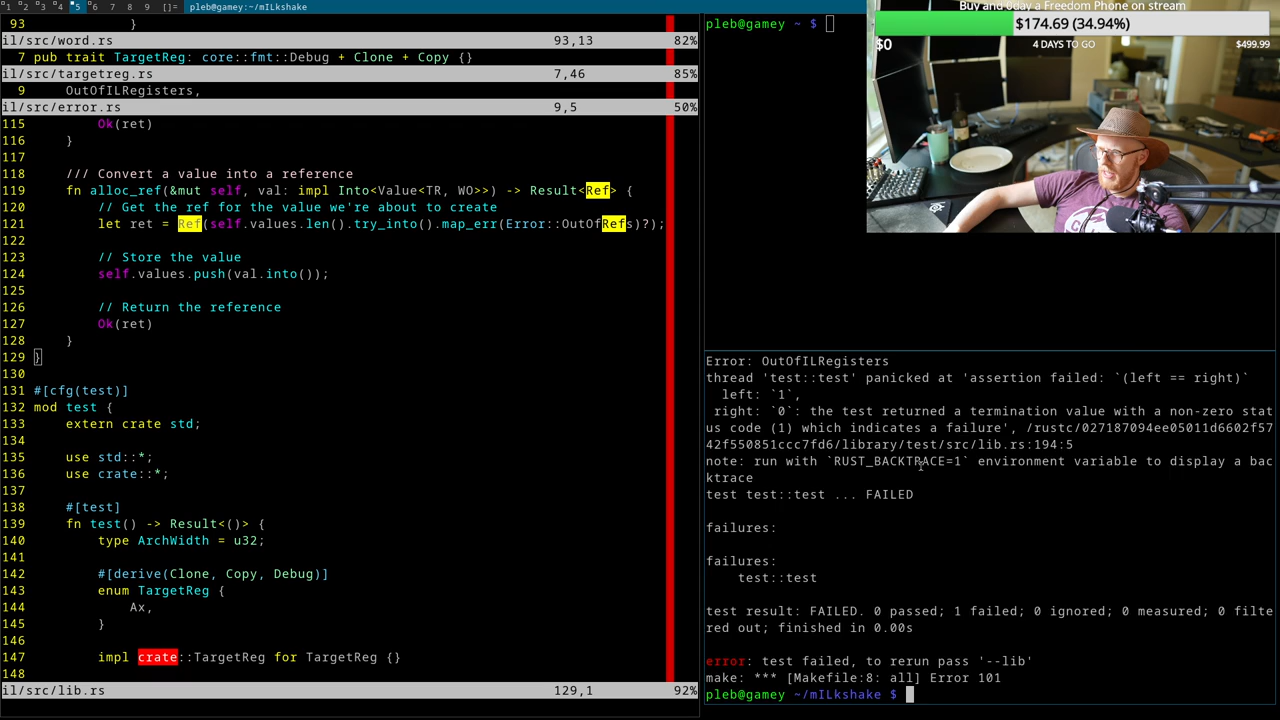 1 2 3 4 5 6 7 8 9 []= pleb@gamey:~/mILkshake
93             }
il/src/word.rs 93,13 82%
7 pub trait TargetReg: core::fmt::Debug + Clone + Copy {}
il/src/targetreg.rs 7,46 85%
9     OutOfILRegisters,
il/src/error.rs 9,5 50%
115         Ok(ret)
116     }
117
118     /// Convert a value into a reference
119     fn alloc_ref(&mut self, val: impl Into<Value<TR, WO>>) -> Result<Ref> {
120         // Get the ref for the value we're about to create
121         let ret = Ref(self.values.len().try_into().map_err(Error::OutOfRefs)?);
122
123         // Store the value
124         self.values.push(val.into());
125
126         // Return the reference
127         Ok(ret)
128     }
129 }
130
131 #[cfg(test)]
132 mod test {
133     extern crate std;
134
135     use std::*;
136     use crate::*;
137
138     #[test]
139     fn test() -> Result<()> {
140         type ArchWidth = u32;
141
142         #[derive(Clone, Copy, Debug)]
143         enum TargetReg {
144             Ax,
145         }
146
147         impl crate::TargetReg for TargetReg {}
148
il/src/lib.rs 129,1 92%
pleb@gamey ~ $
Buy and 0day a Freedom Phone on stream
$174.69 (34.94%)
$0 4 DAYS TO GO $499.99
Error: OutOfILRegisters
thread 'test::test' panicked at 'assertion failed: `(left == right)`
  left: `1`,
 right: `0`: the test returned a termination value with a non-zero stat
us code (1) which indicates a failure', /rustc/027187094ee05011d6602f57
42f550851ccc7fd6/library/test/src/lib.rs:194:5
note: run with `RUST_BACKTRACE=1` environment variable to display a bac
ktrace
test test::test ... FAILED
failures:
failures:
    test::test
test result: FAILED. 0 passed; 1 failed; 0 ignored; 0 measured; 0 filte
red out; finished in 0.00s
error: test failed, to rerun pass '--lib'
make: *** [Makefile:8: all] Error 101
pleb@gamey ~/mILkshake $